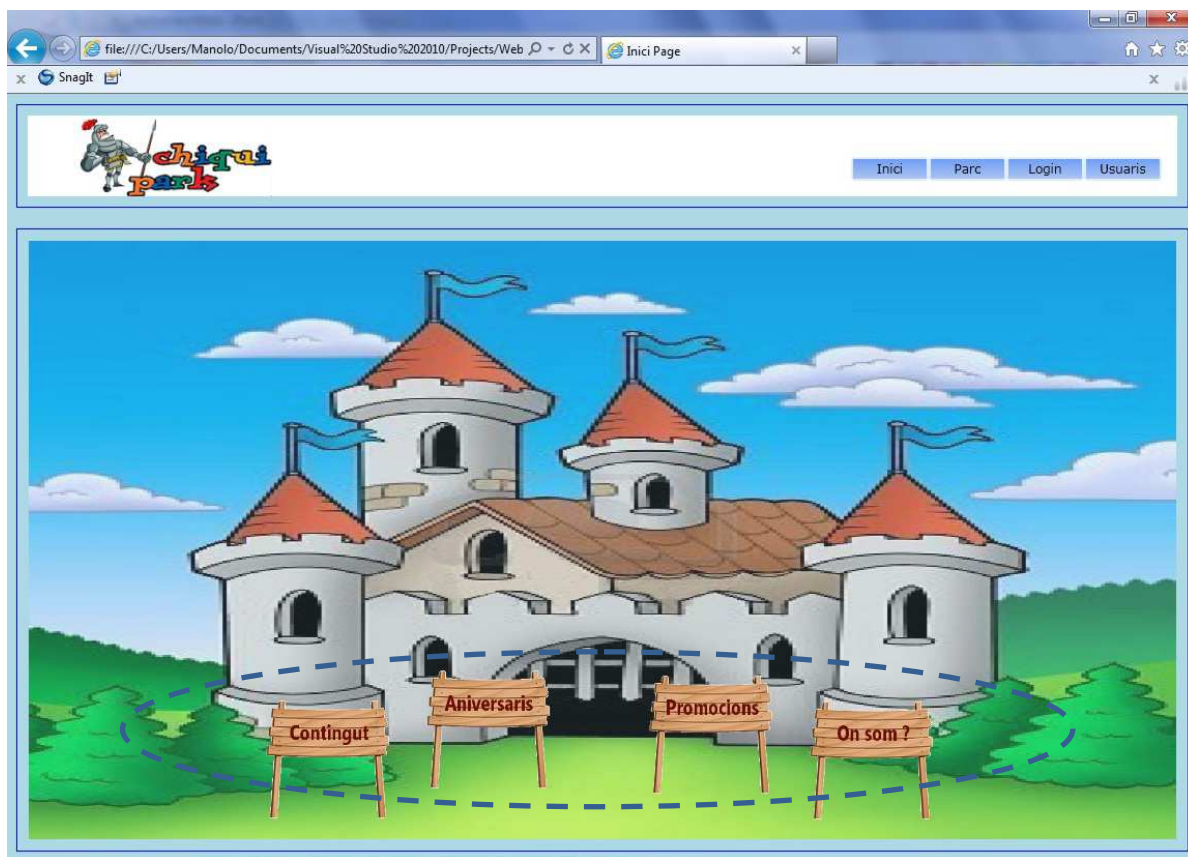 file:///C:/Users/Manolo/Documents/Visual%20Studio%202010/Projects/Web
Inici Page
SnagIt
chiqui
park
Inici
Parc
Login
Usuaris
Aniversaris
Promocions
Contingut
On som ?